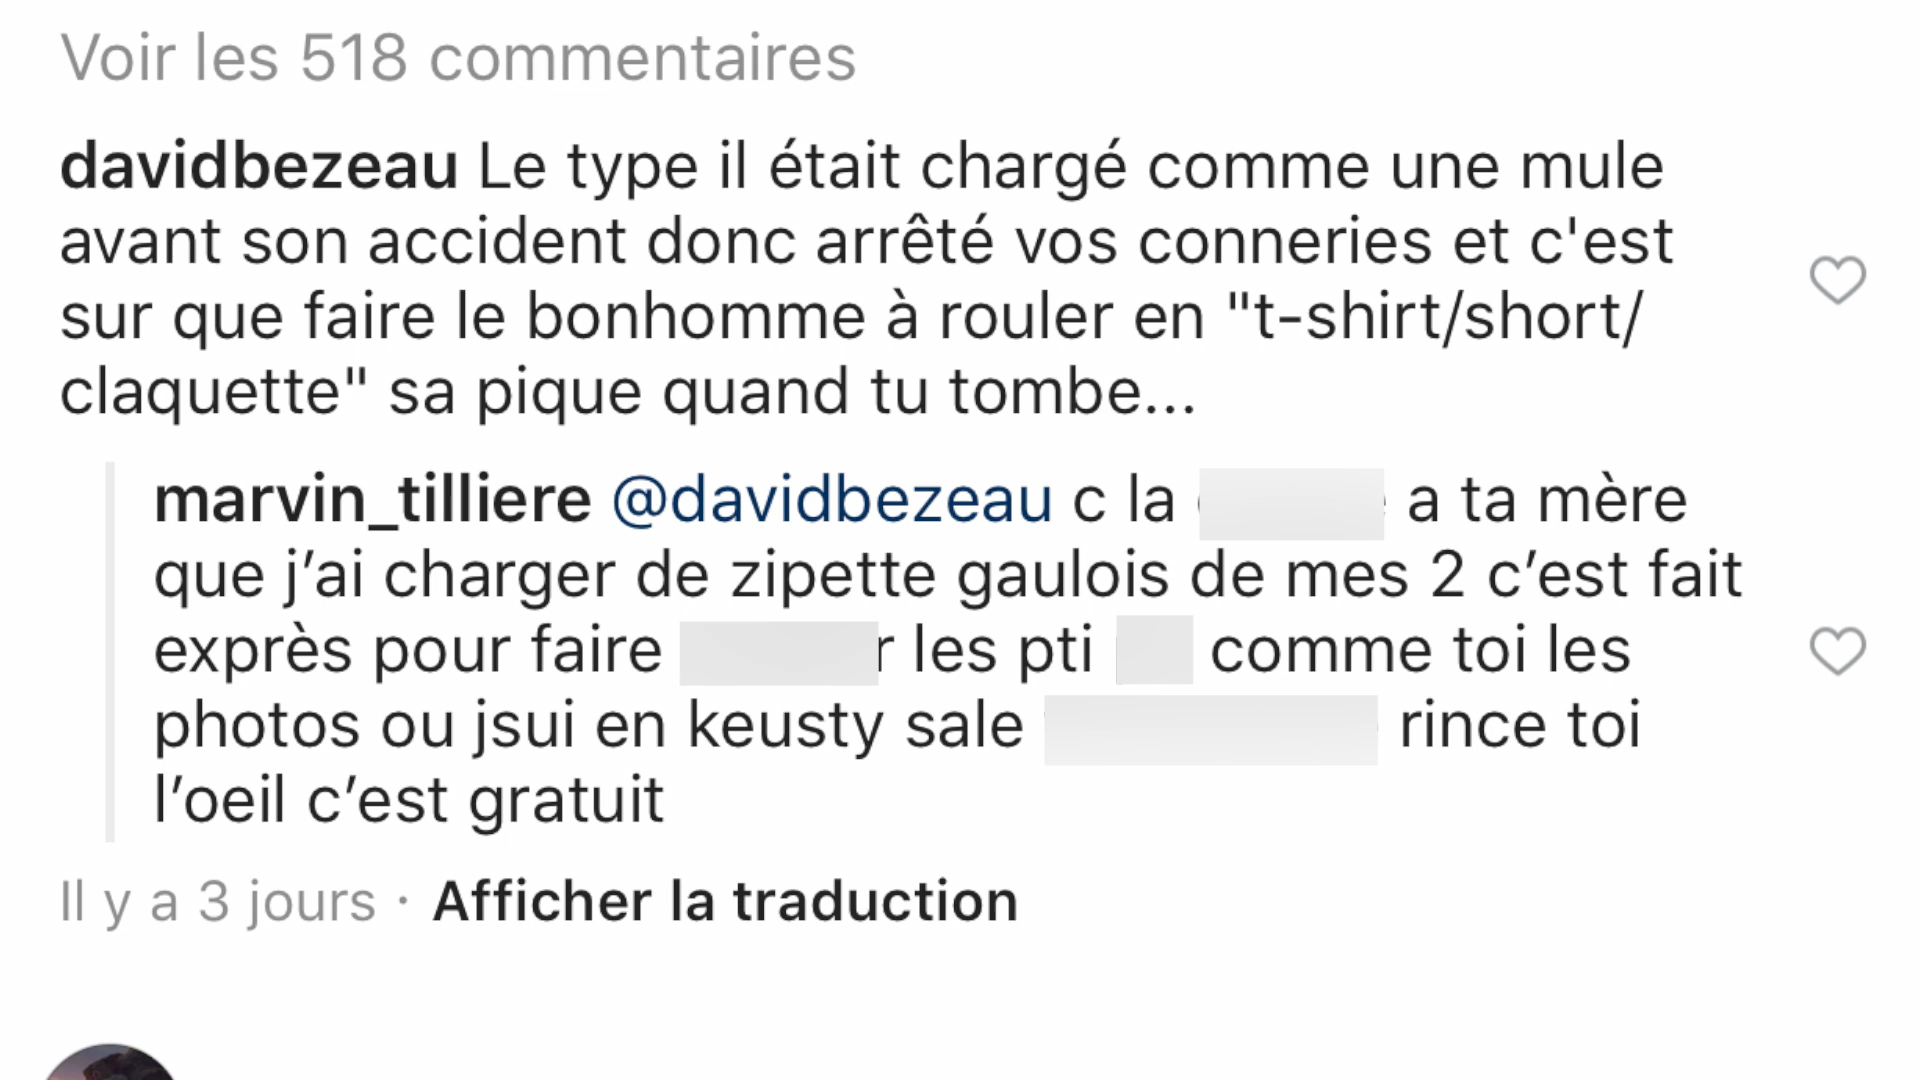 Voir les 518 commentaires
davidbezeau Le type il était chargé comme une mule
avant son accident donc arrêté vos conneries et c'est
sur que faire le bonhomme à rouler en "t-shirt/short/
claquette" sa pique quand tu tombe...
marvin_tilliere @davidbezeau c la a ta mère
que j’ai charger de zipette gaulois de mes 2 c’est fait
exprès pour faire les pti comme toi les
photos ou jsui en keusty sale rince toi
l’oeil c’est gratuit
Il y a 3 jours · Afficher la traduction